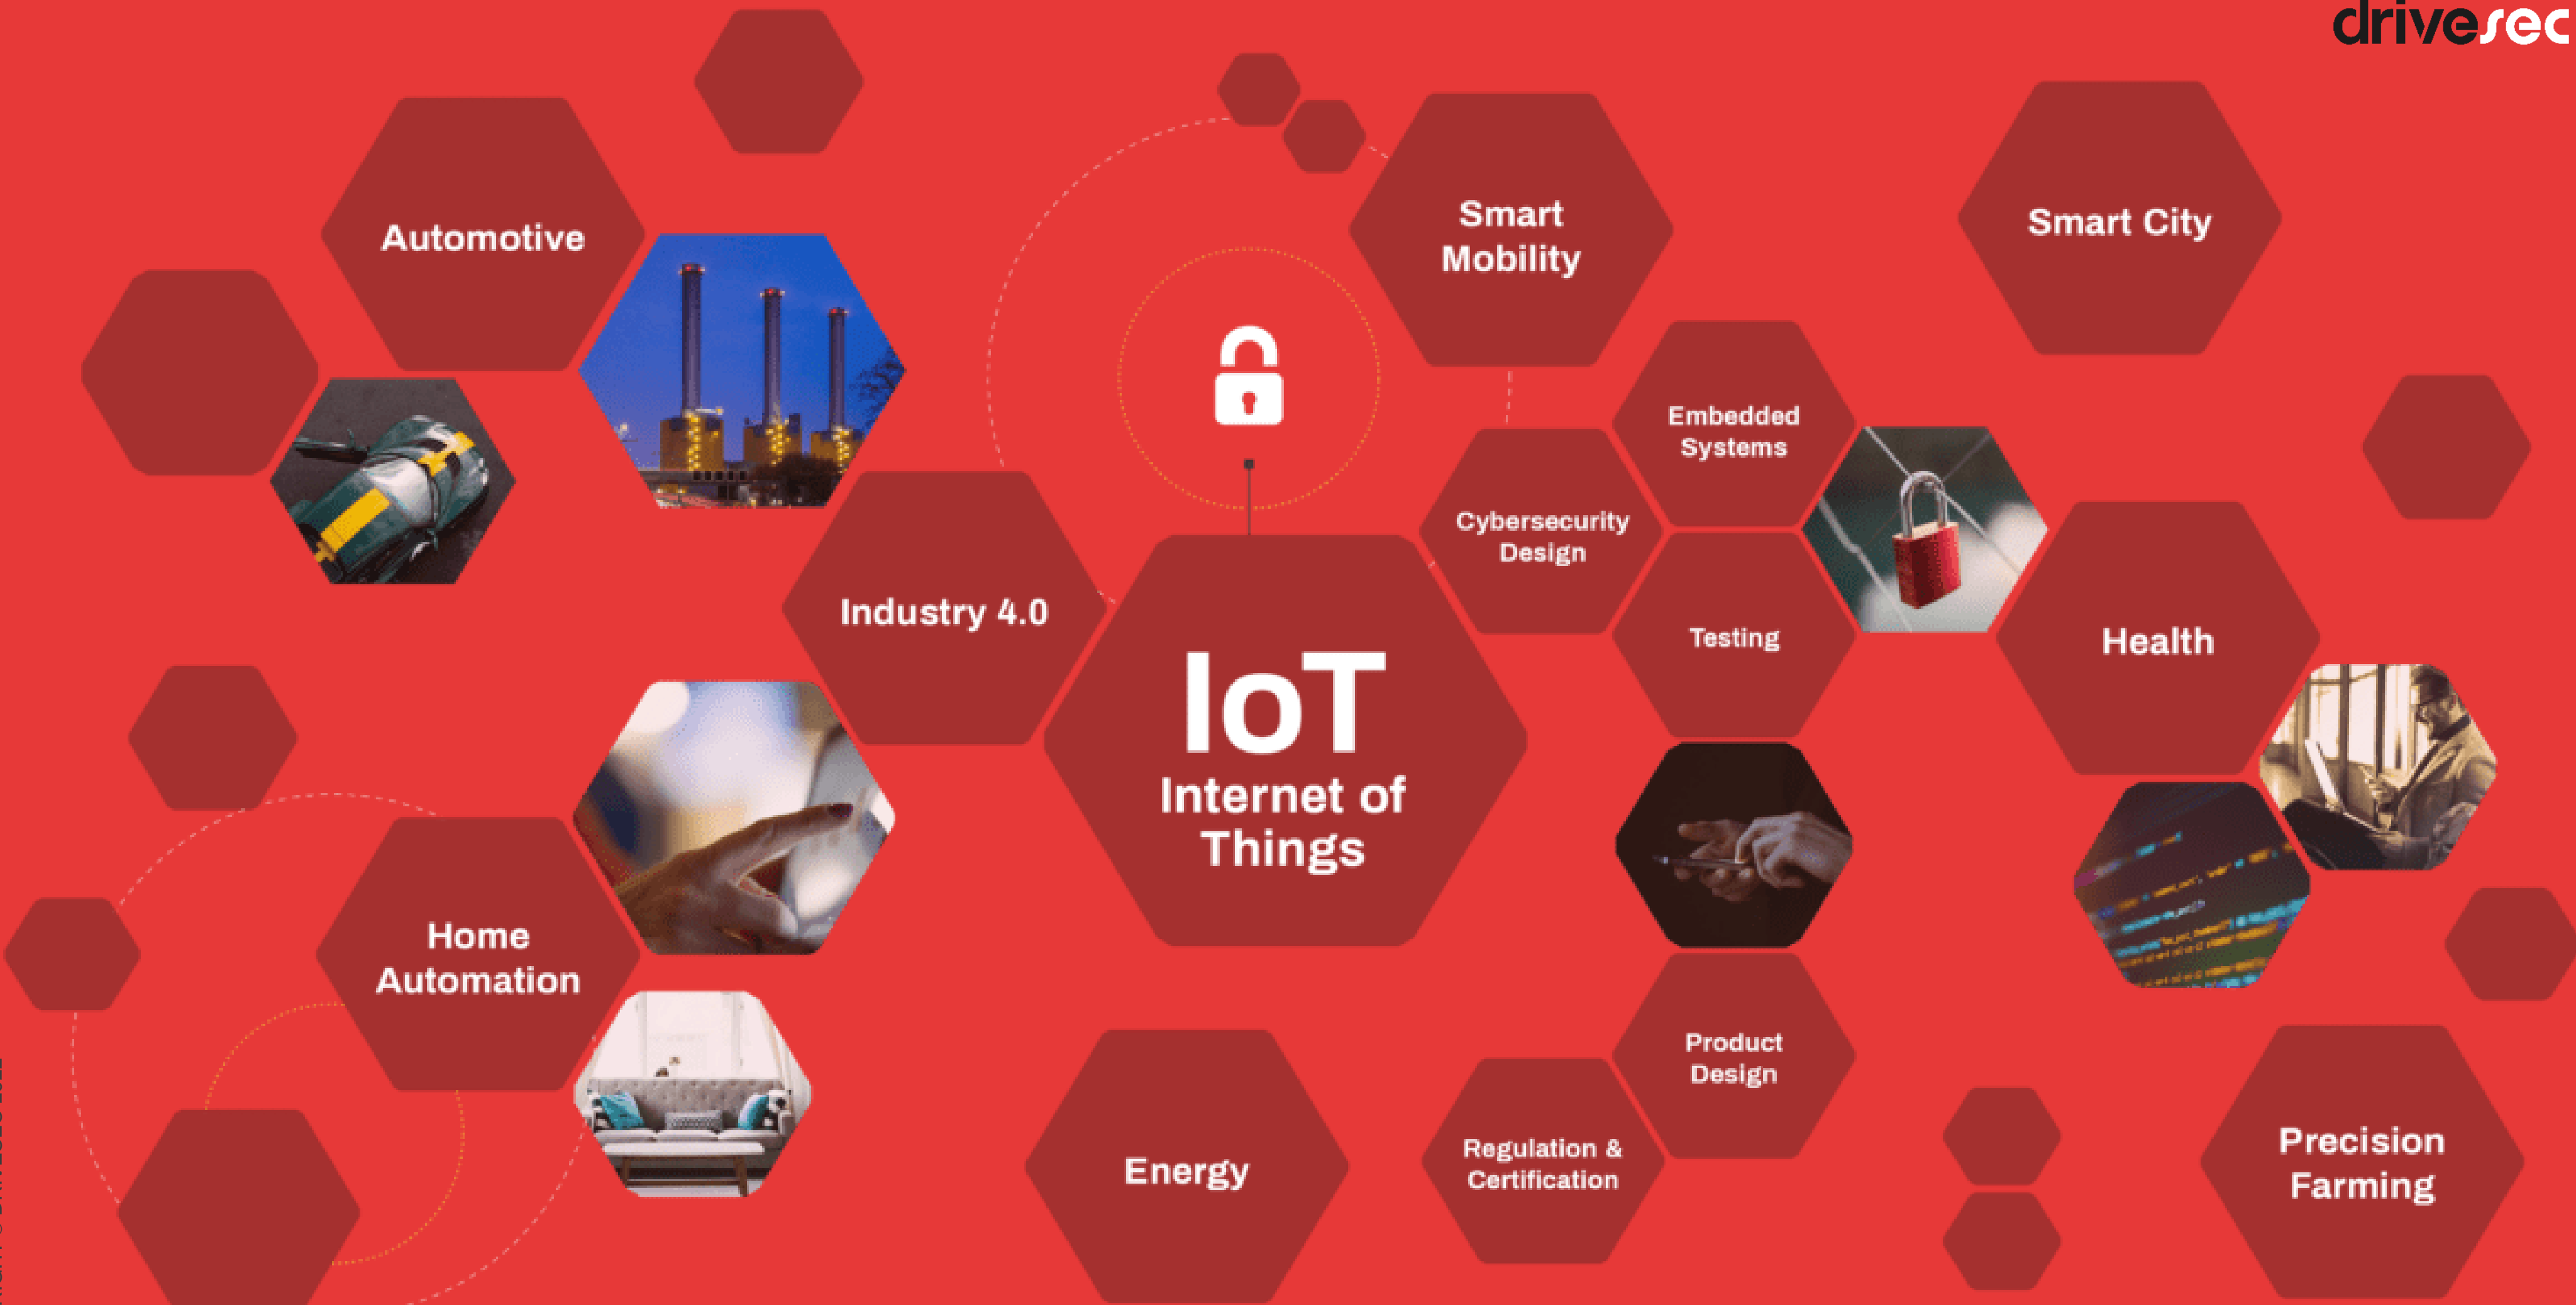 drivesec
Automotive
Smart
Mobility
Smart City
Embedded
Systems
Cybersecurity
Design
Industry 4.0
Testing
Health
IoT
Internet of
Things
Home
Automation
Product
Design
Energy
Regulation &
Certification
Precision
Farming